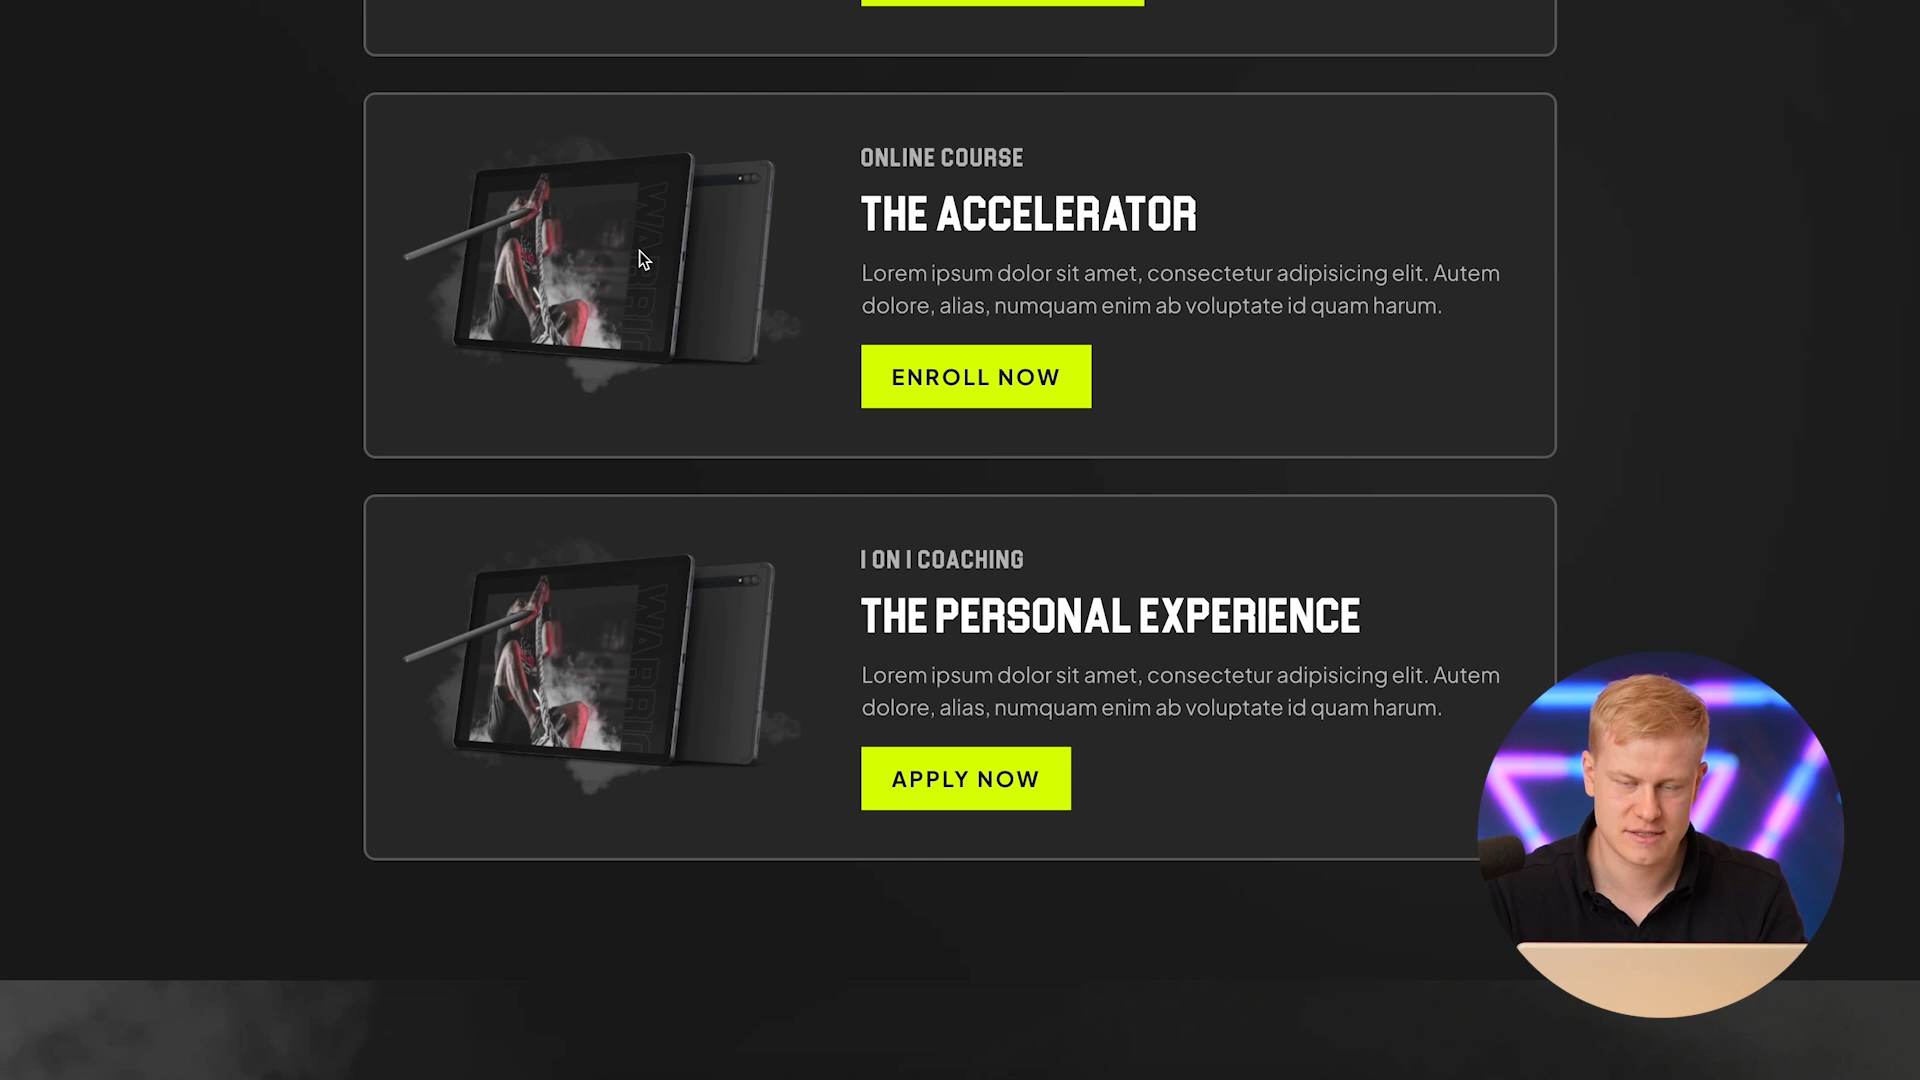 ONLINE COURSE
THE ACCELERATOR
Lorem ipsum dolor sit amet, consectetur adipisicing elit. Autem
dolore, alias, numquam enim ab voluptate id quam harum.
ENROLL NOW
1 ON 1 COACHING
THE PERSONAL EXPERIENCE
Lorem ipsum dolor sit amet, consectetur adipisicing elit. Autem
dolore, alias, numquam enim ab voluptate id quam harum.
APPLY NOW